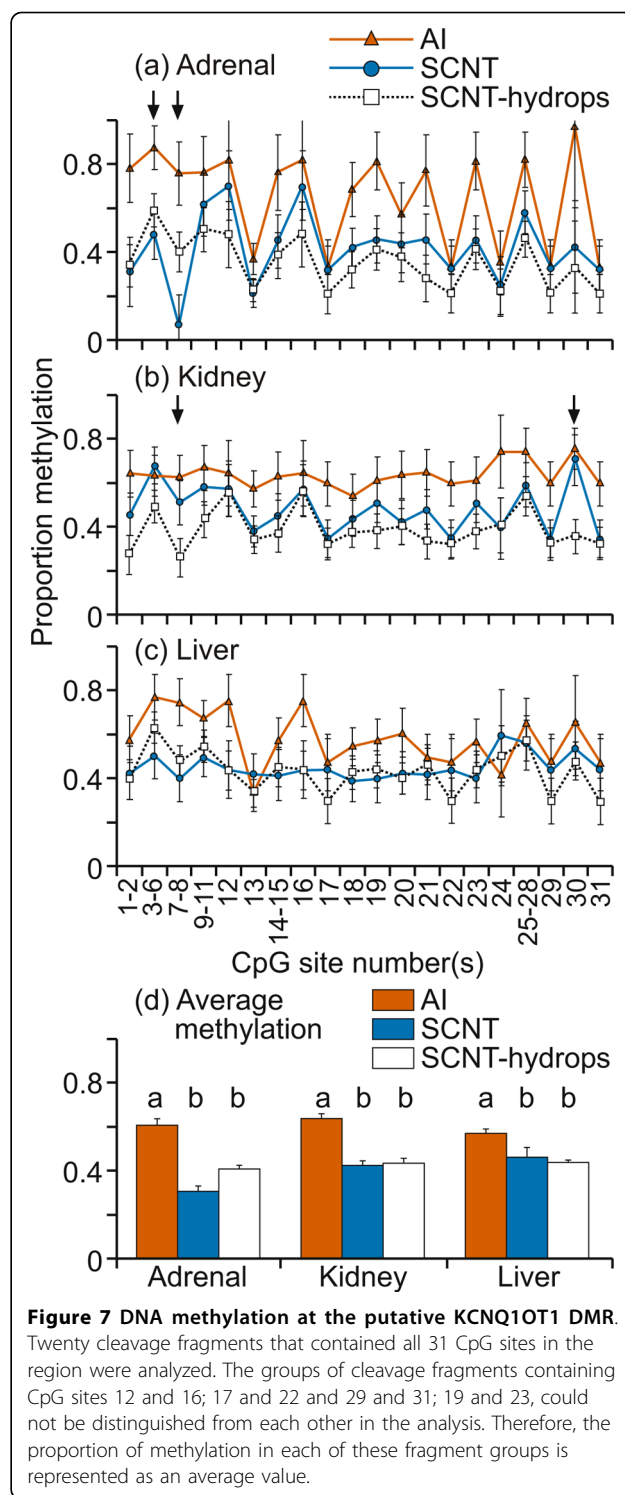 AI
(a) Adrenal
SCNT
SCNT-hydrops
0.8
0.4
0
(b) Kidney
0.8
0.4
0
(c) Liver
0.8
0.4
0
Proportion methylation
1-2
3-6
7-8
9-11
12
13
14-15
16
17
18
19
20
21
22
23
24
25-28
29
30
31
CpG site number(s)
(d) Average methylation
AI
SCNT
SCNT-hydrops
0.8
a b b a b b a b b
0.4
0
Adrenal Kidney Liver
Figure 7 DNA methylation at the putative KCNQ1OT1 DMR.
Twenty cleavage fragments that contained all 31 CpG sites in the
region were analyzed. The groups of cleavage fragments containing
CpG sites 12 and 16; 17 and 22 and 29 and 31; 19 and 23, could
not be distinguished from each other in the analysis. Therefore, the
proportion of methylation in each of these fragment groups is
represented as an average value.